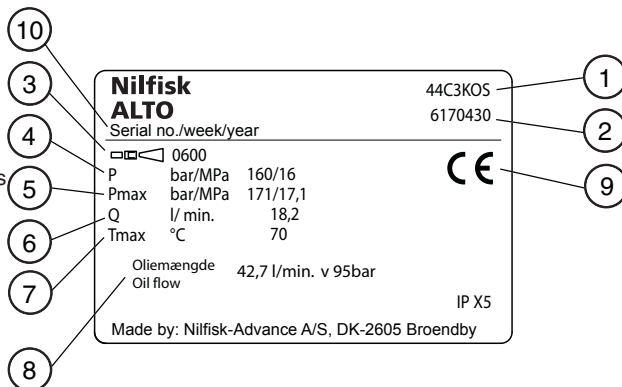 10
Nilfisk
44C3KOS
1
ALTO
6170430
3
Serial no./week/year
2
0600
4
P bar/MPa 160/16
CE
s
5
Pmax bar/MPa 171/17,1
9
Q l/ min. 18,2
6
Tmax °C 70
7
Oliemængde
42,7 l/min. v 95bar
Oil flow
IP X5
Made by: Nilfisk-Advance A/S, DK-2605 Broendby
8